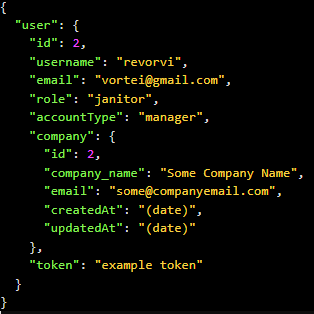 {
  "user": {
    "id": 2,
    "username": "revorvi",
    "email": "vortei@gmail.com",
    "role": "janitor",
    "accountType": "manager",
    "company": {
      "id": 2,
      "company_name": "Some Company Name",
      "email": "some@companyemail.com",
      "createdAt": "(date)",
      "updatedAt": "(date)"
    },
    "token": "example token"
  }
}